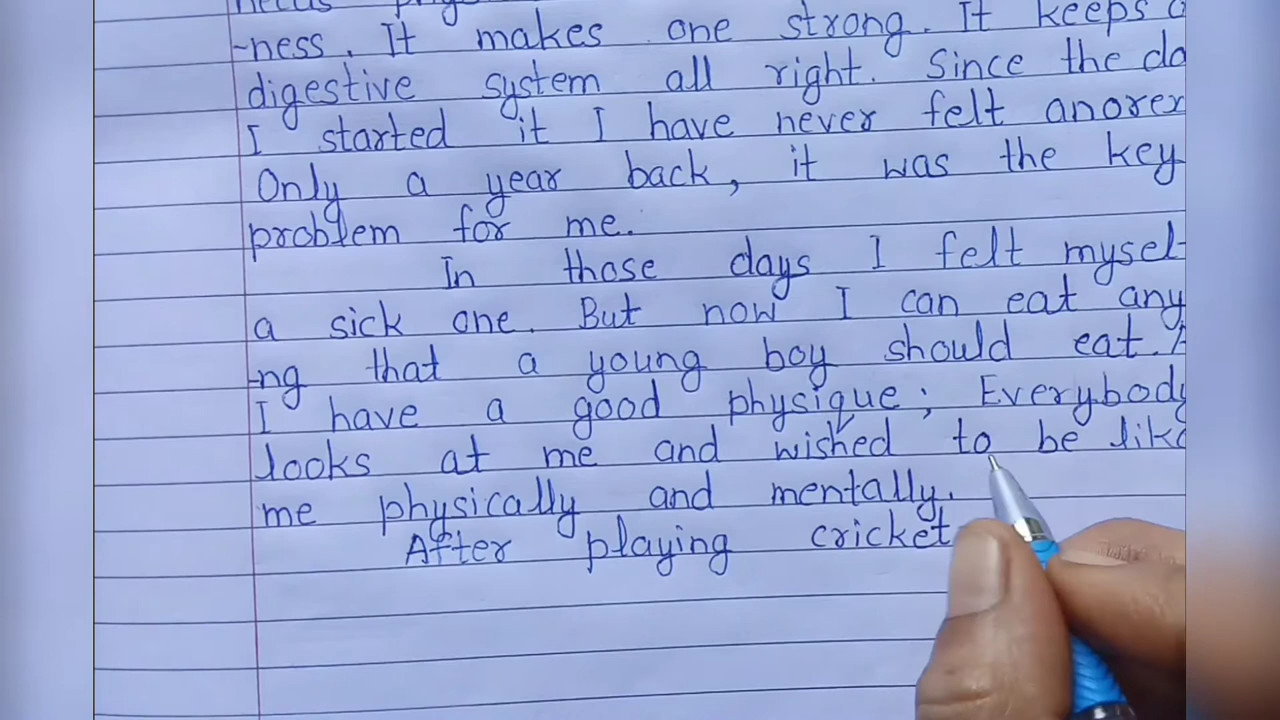 -ness. It makes one strong. It keeps
digestive system all right. Since the
I started it I have never felt
Only a year back, it was the key
problem for me.
In those days I felt
a sick one. But now I can eat any
-ng that a young boy should eat.
I have a good physique; Everybody
looks at me and wished to be
me physically and mentally.
After playing cricket